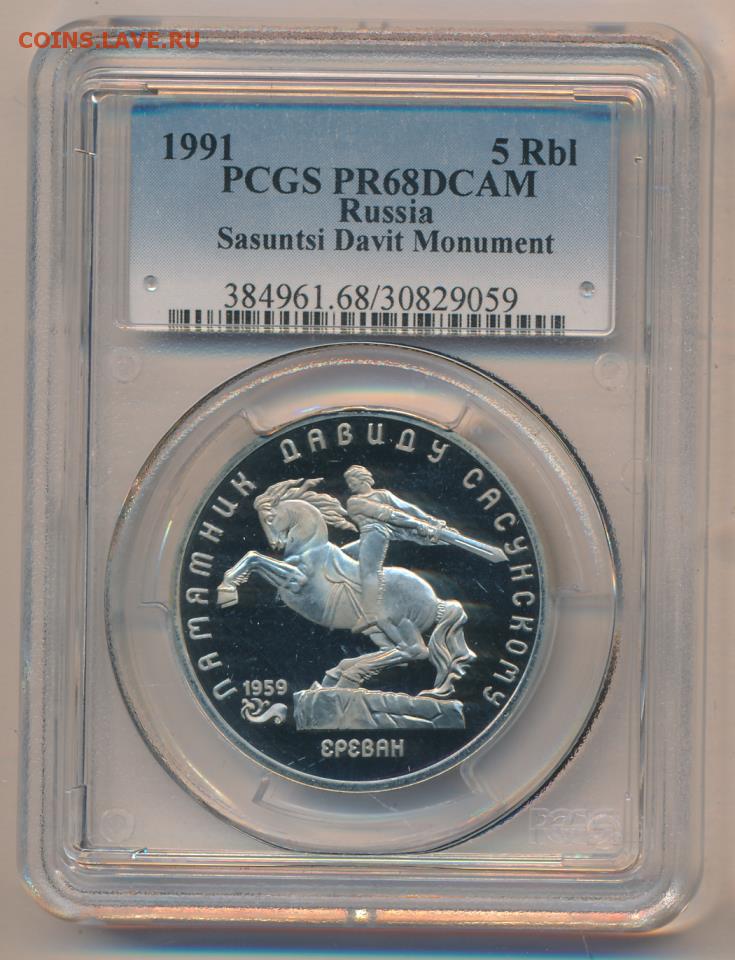 COINS.LAVE.RU
1991 5 Rbl
PCGS PR68DCAM
Russia
Sasuntsi Davit Monument
384961.68/30829059
ПАМЯТНИК ДАВИДУ САСУНСКОМУ
1959
ЕРЕВАН
PCGS